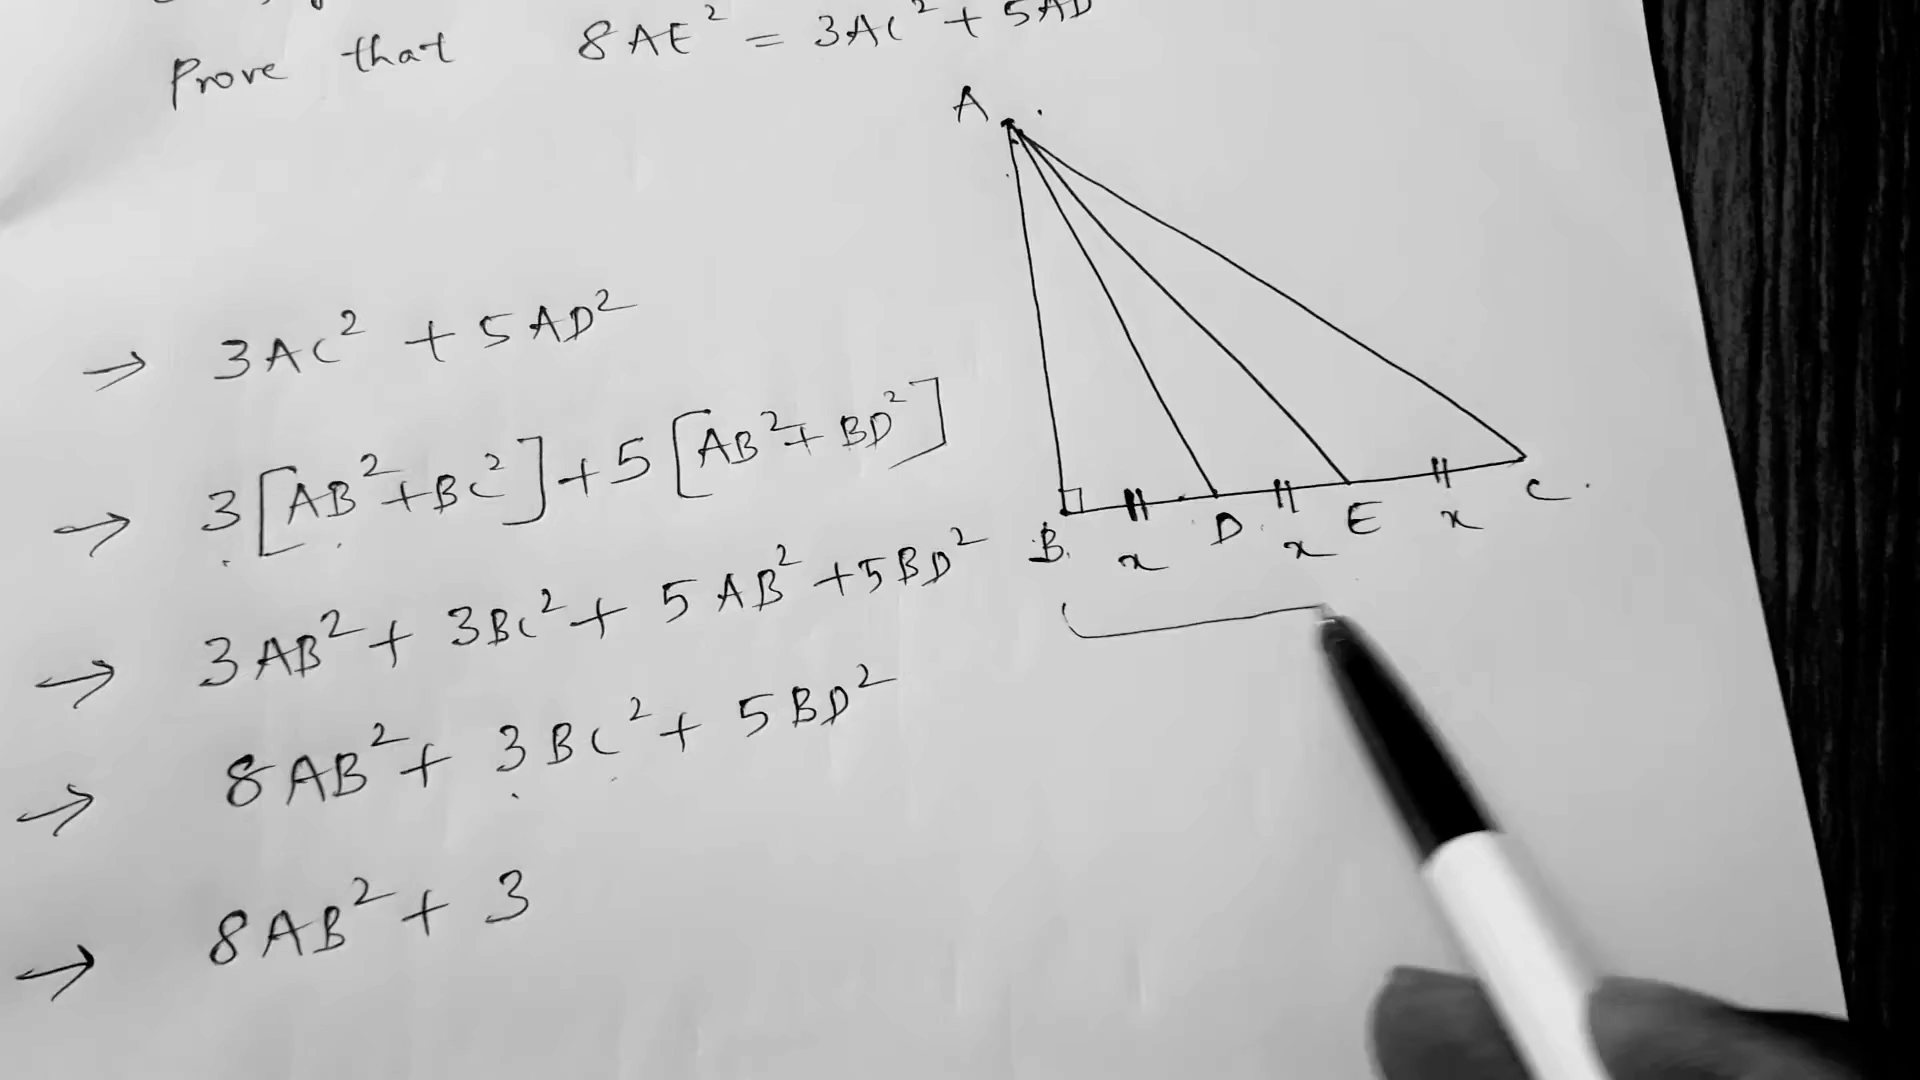 Prove that 8AE² = 3AC² + 5AD
→ 3AC² + 5AD²
→ 3[AB²+BC²]+5[AB²+BD²]
→ 3AB²+ 3BC²+ 5AB²+5BD²
→ 8AB²+ 3BC²+ 5BD²
→ 8AB²+ 3
A
B D E C
x x x